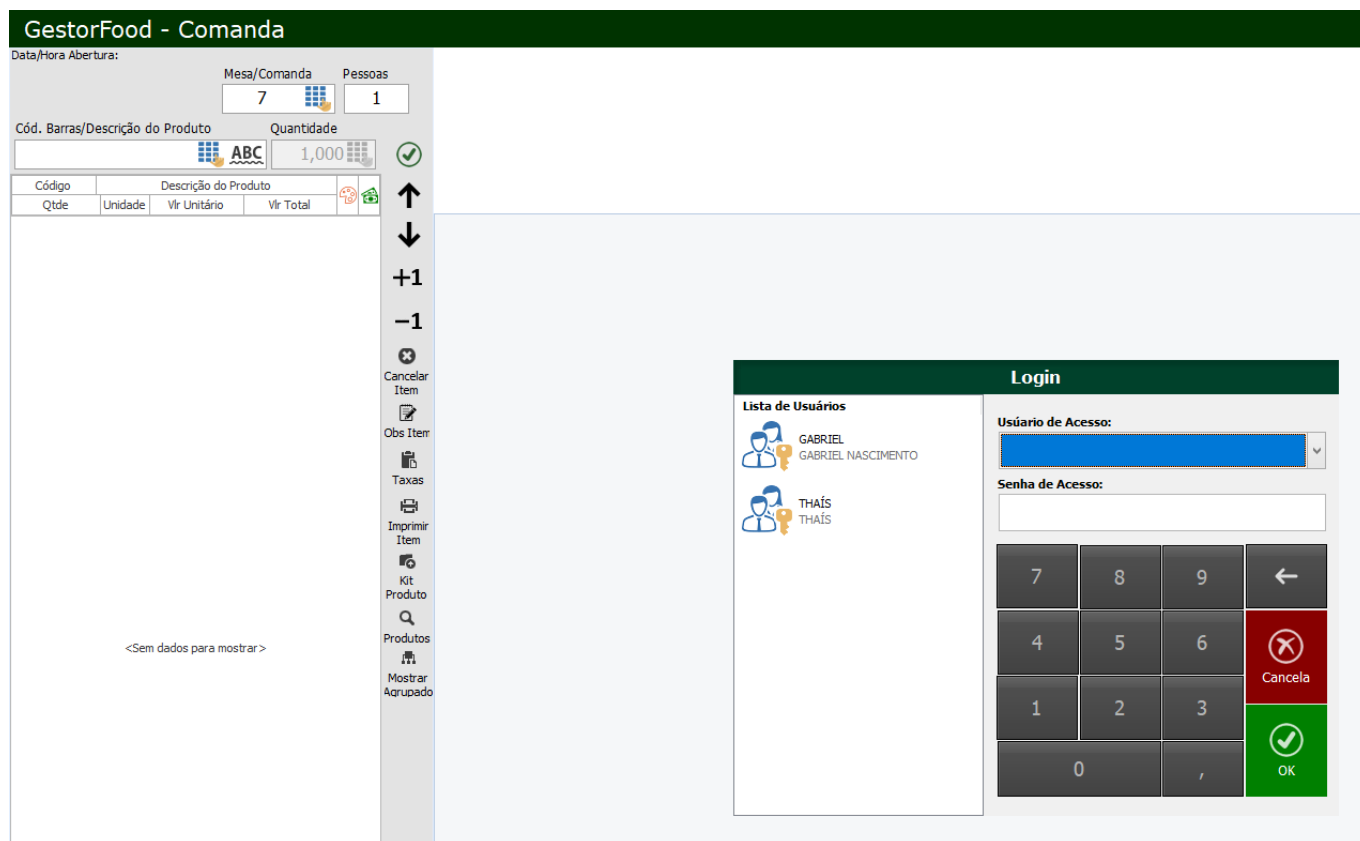 GestorFood - Comanda
Data/Hora Abertura:
Mesa/Comanda Pessoas
7 1
Cód. Barras/Descrição do Produto Quantidade
ABC 1,000
Código Descrição do Produto
Qtde Unidade Vlr Unitário Vlr Total
+1
−1
Cancelar
Item
Obs Item
Taxas
Imprimir
Item
Kit
Produto
Produtos
Mostrar
Agrupado
<Sem dados para mostrar>
Login
Lista de Usuários
GABRIEL
GABRIEL NASCIMENTO
THAÍS
THAÍS
Usúario de Acesso:
Senha de Acesso:
7 8 9
4 5 6
Cancela
1 2 3
0 ,
OK